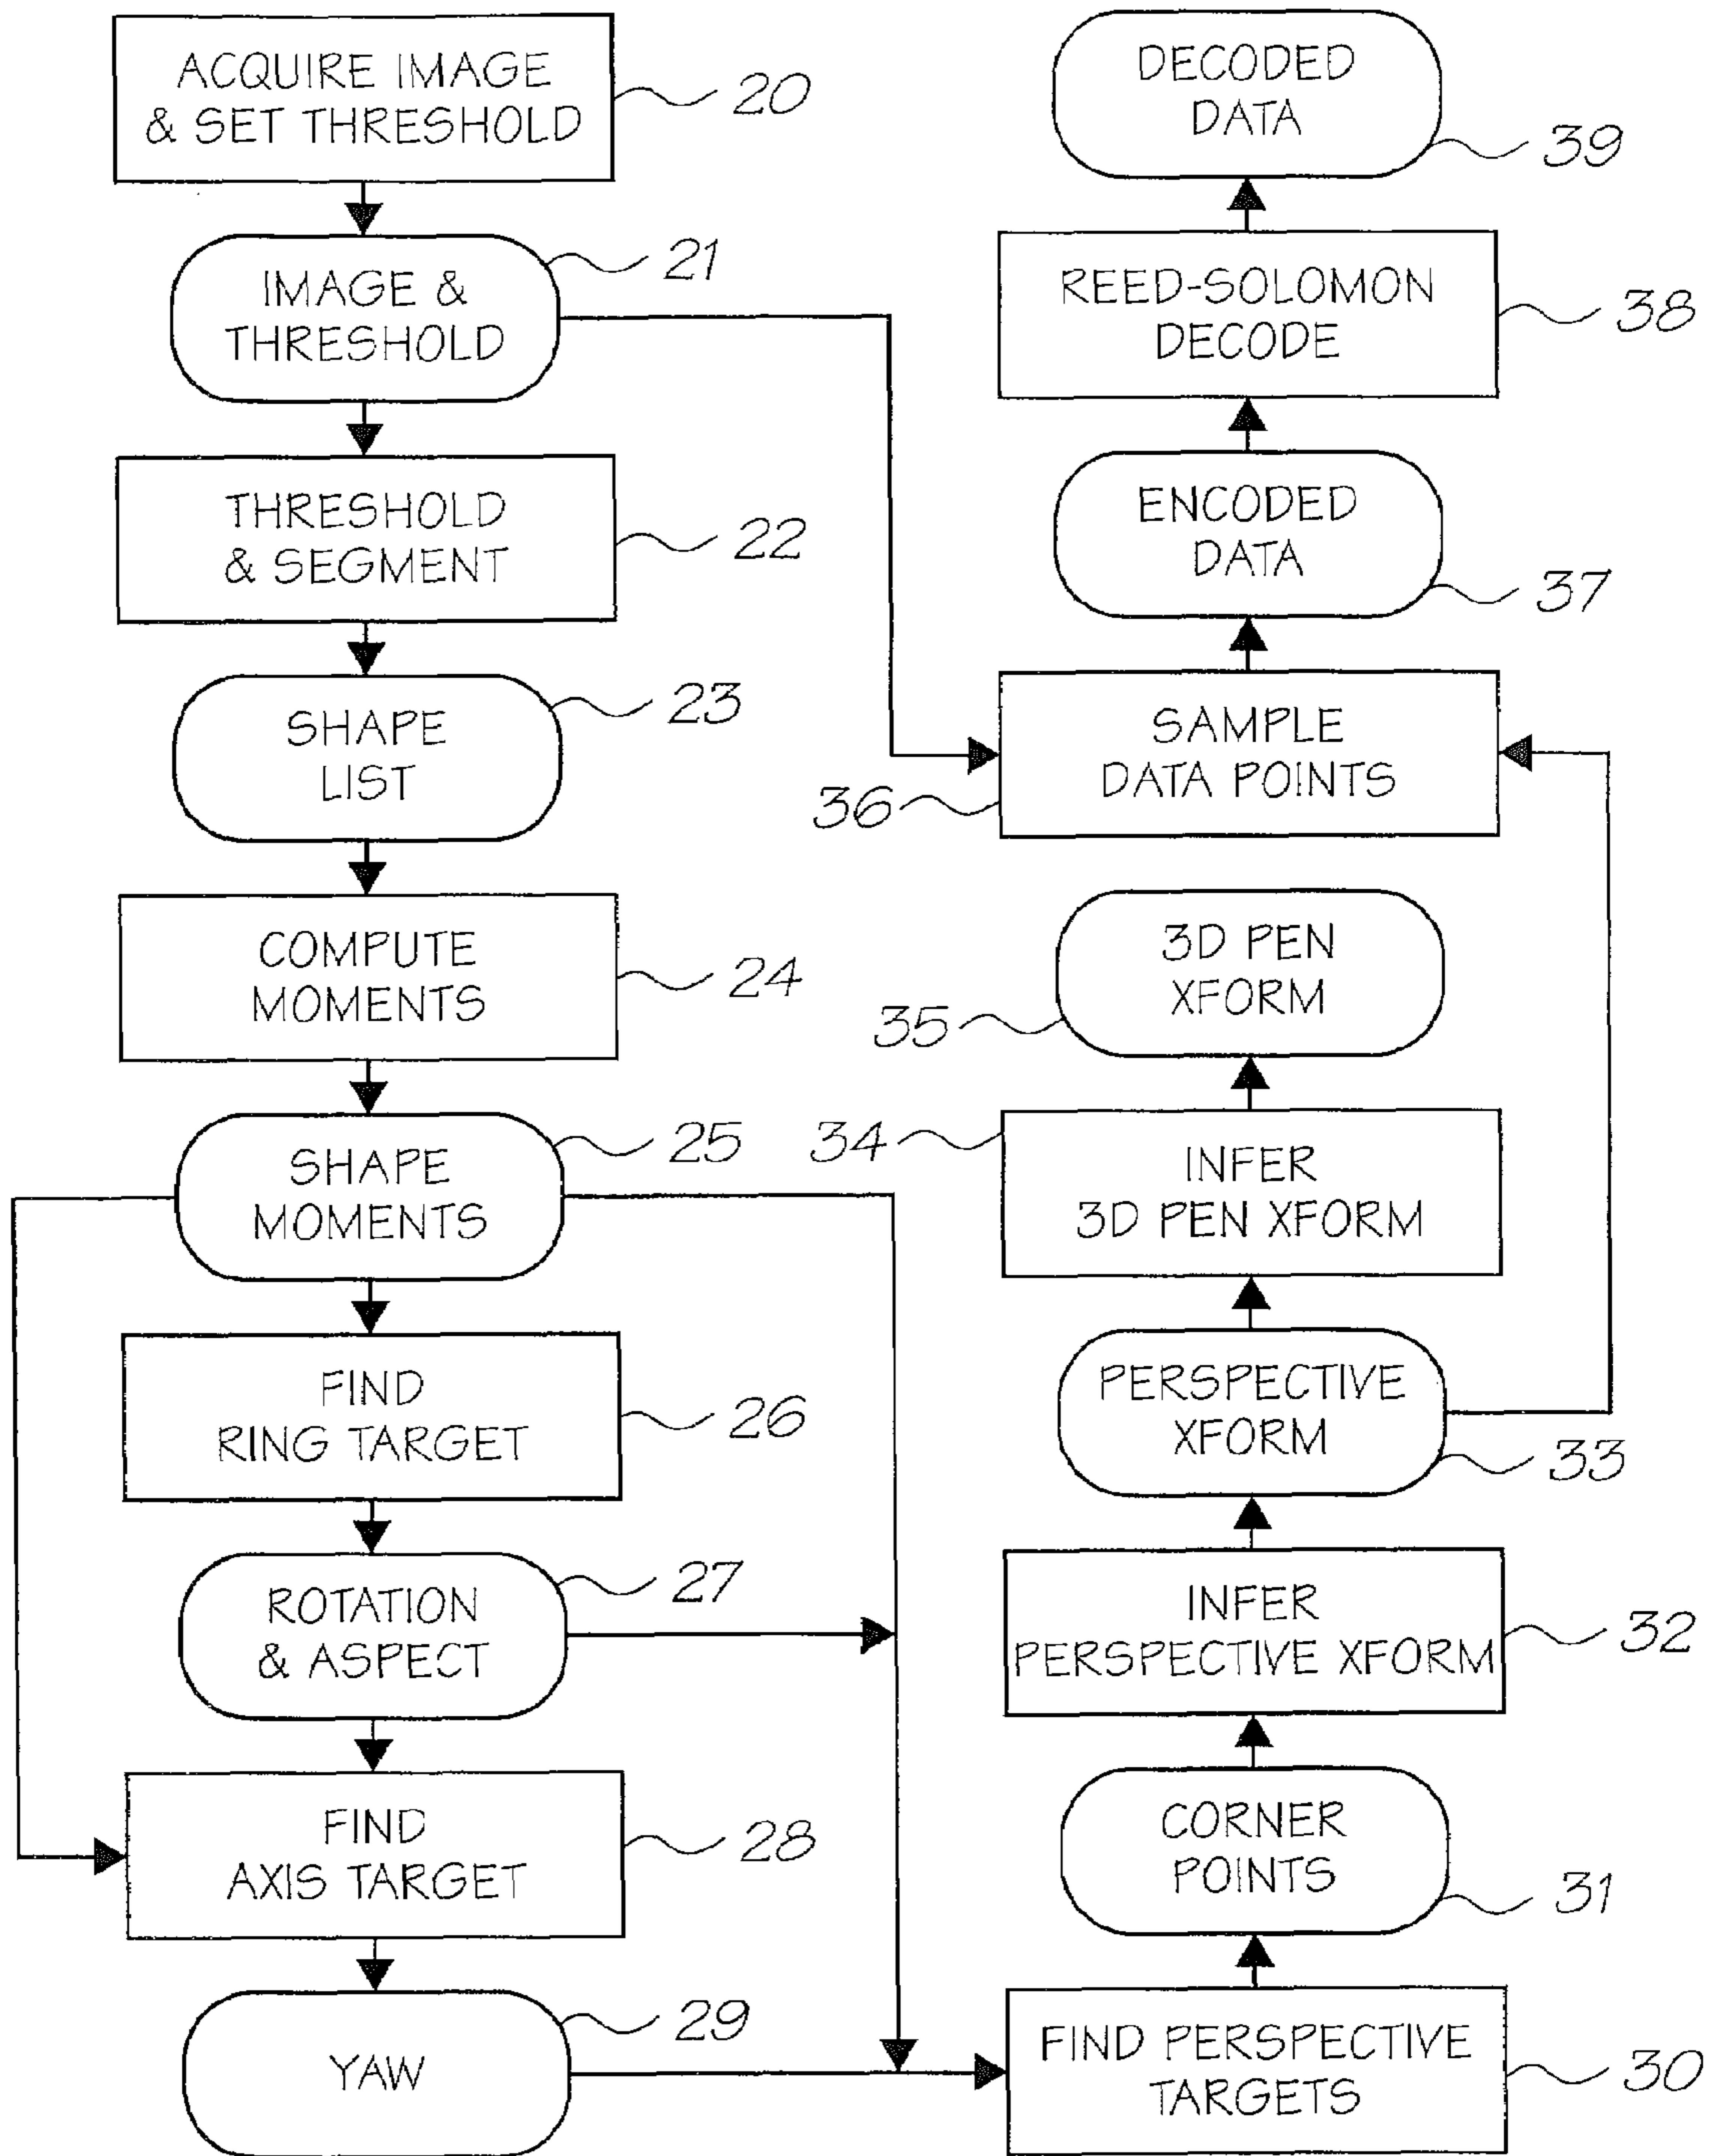 ACQUIRE IMAGE
& SET THRESHOLD
20
IMAGE &
THRESHOLD
21
THRESHOLD
& SEGMENT
22
SHAPE
LIST
23
COMPUTE
MOMENTS
24
SHAPE
MOMENTS
25
FIND
RING TARGET
26
ROTATION
& ASPECT
27
FIND
AXIS TARGET
28
YAW
29
DECODED
DATA
39
REED-SOLOMON
DECODE
38
ENCODED
DATA
37
SAMPLE
DATA POINTS
36
3D PEN
XFORM
35
INFER
3D PEN XFORM
34
PERSPECTIVE
XFORM
33
INFER
PERSPECTIVE XFORM
32
CORNER
POINTS
31
FIND PERSPECTIVE
TARGETS
30